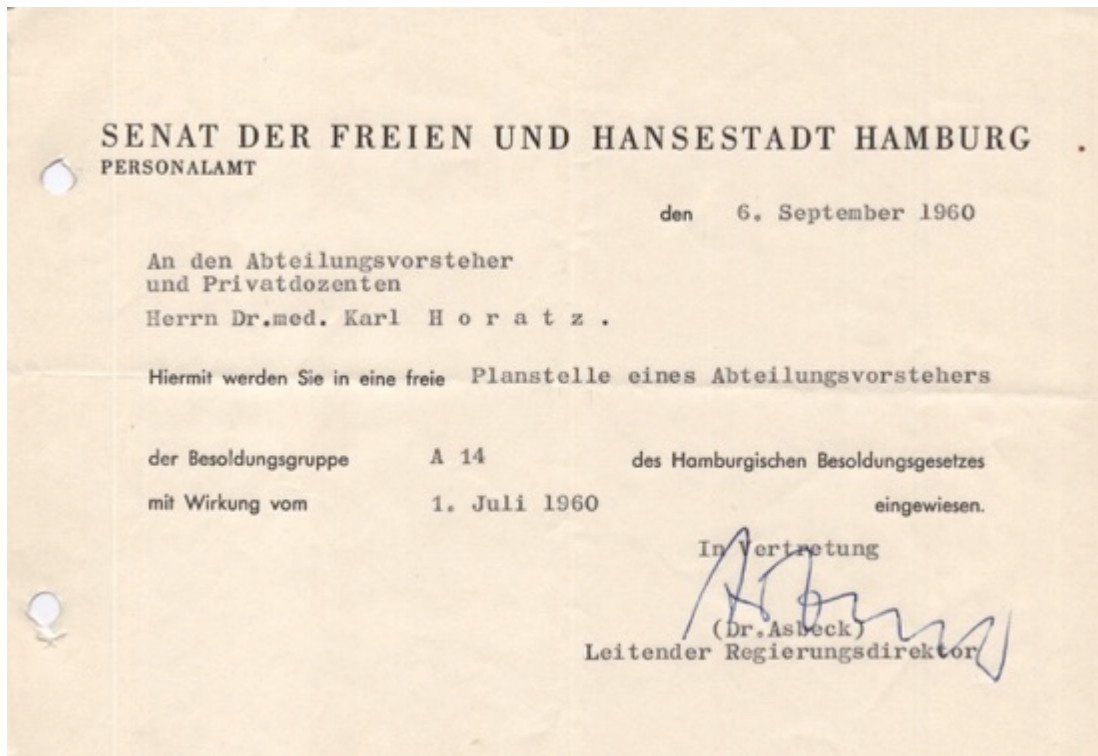 SENAT DER FREIEN UND HANSESTADT HAMBURG
PERSONALAMT
den 6. September 1960
An den Abteilungsvorsteher
und Privatdozenten
Herrn Dr.med. Karl H o r a t z .
Hiermit werden Sie in eine freie Planstelle eines Abteilungsvorstehers
der Besoldungsgruppe A 14 des Hamburgischen Besoldungsgesetzes
mit Wirkung vom 1. Juli 1960 eingewiesen.
In Vertretung
(Dr.Asbeck)
Leitender Regierungsdirektor